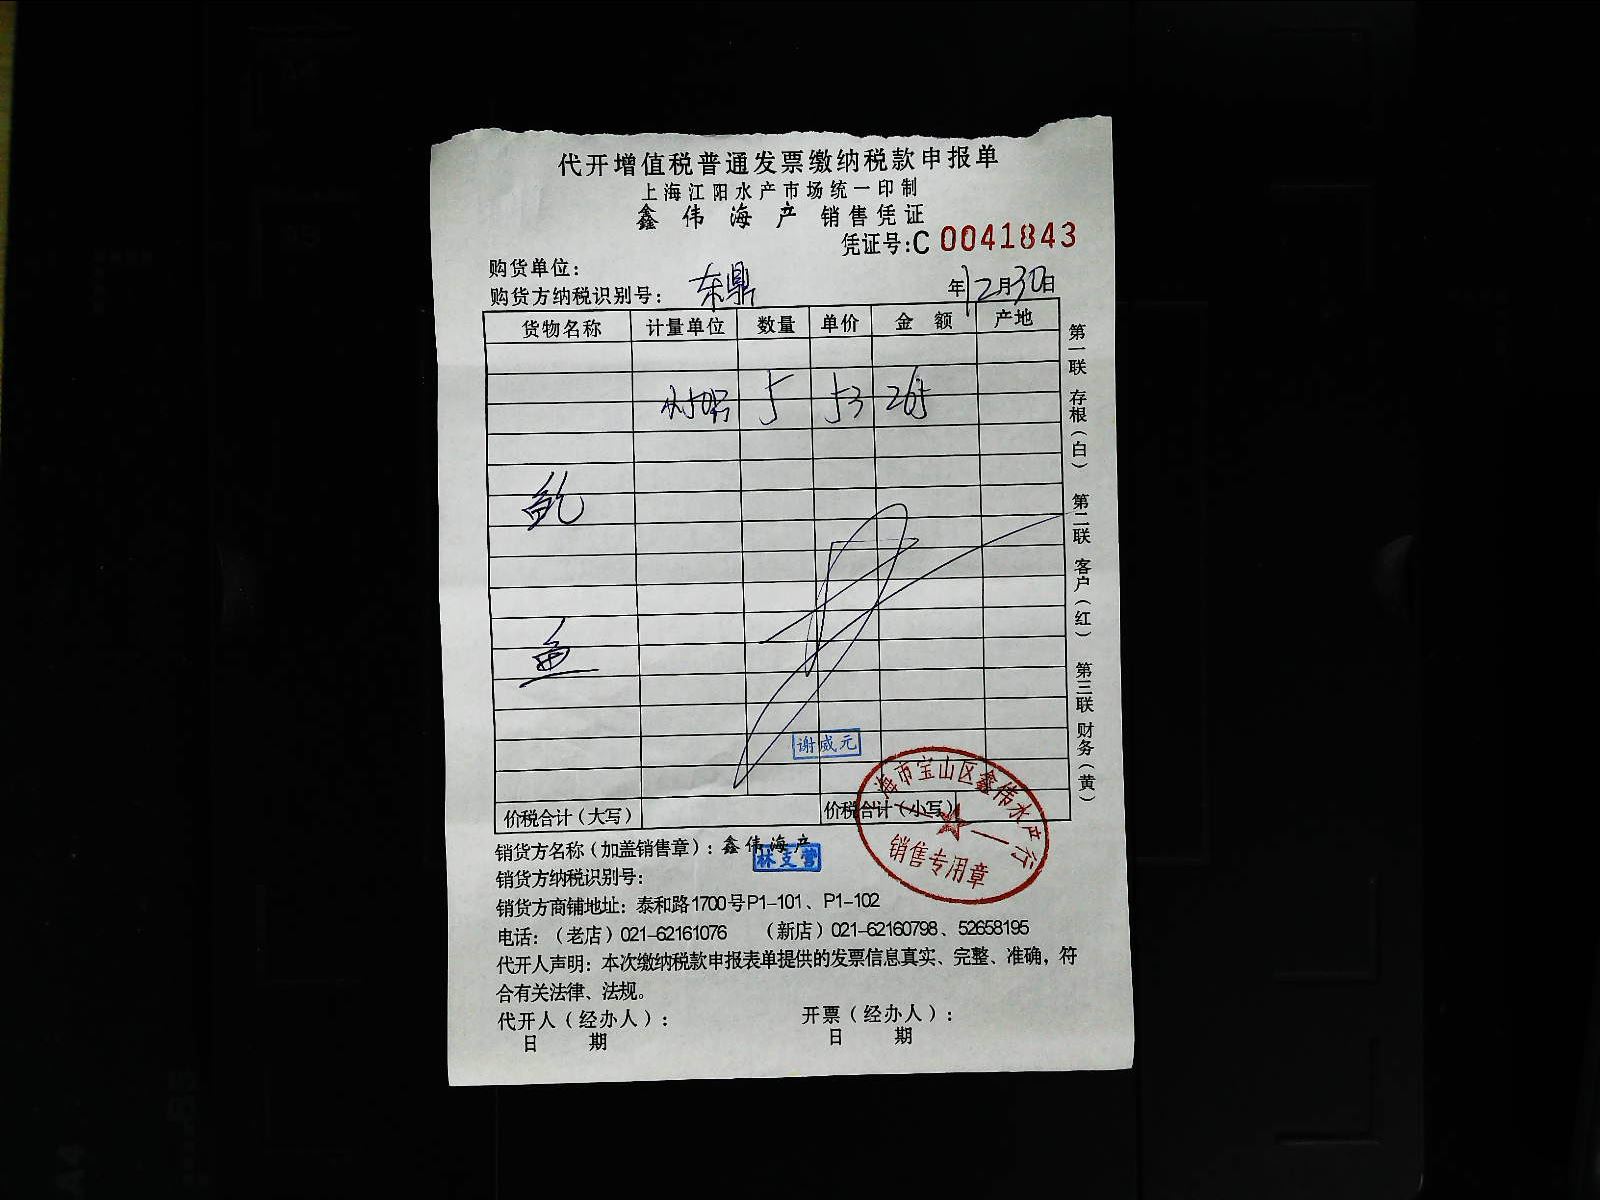 代开增值税普通发票缴纳税款申报单
上海江阳水产市场统一印制
鑫伟海产 销售凭证
凭证号:C 0041843
购货单位:
购货方纳税识别号: 东鼎 年12月30日
货物名称 计量单位 数量 单价 金额 产地
5 53 265
鱼
第一联 存根(白) 第二联 客户(红) 第三联 财务(黄)
谢威元
价税合计(大写) 价税合计(小写)
上海市宝山区鑫伟水产行
销售专用章
销货方名称(加盖销售章): 鑫伟海产
林支营
销货方纳税识别号:
销货方商铺地址: 泰和路1700号P1-101、P1-102
电话:(老店)021-62161076 (新店)021-62160798、52658195
代开人声明: 本次缴纳税款申报表单提供的发票信息真实、完整、准确,符
合有关法律、法规。
代开人(经办人): 开票(经办人):
日 期 日 期